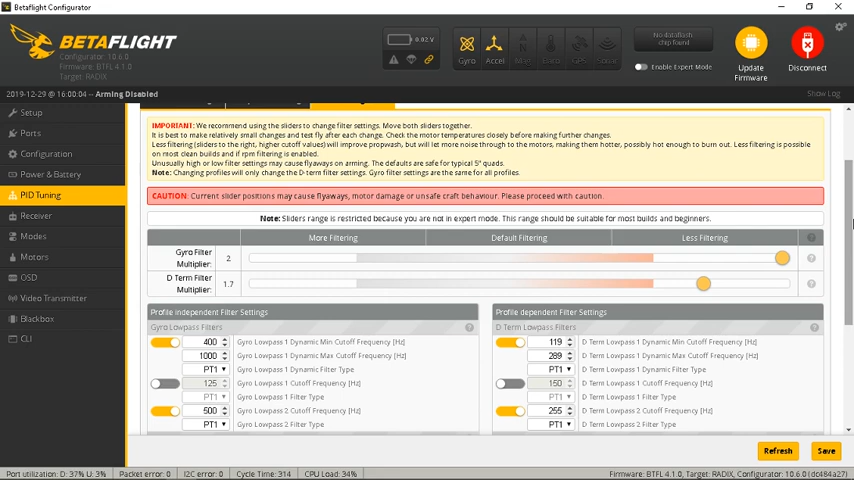 Betaflight Configurator
BETAFLIGHT
Configurator: 10.6.0
Firmware: BTFL 4.1.0
Target: RADIX
0.02 V
Gyro
Accel
GPS
Sonar
No dataflash
chip found
Enable Expert Mode
Update
Firmware
Disconnect
2019-12-29 @ 16:00:04 -- Arming Disabled
Show Log
Setup
Ports
Configuration
Power & Battery
PID Tuning
Receiver
Modes
Motors
OSD
Video Transmitter
Blackbox
CLI
IMPORTANT: We recommend using the sliders to change filter settings. Move both sliders together.
It is best to make relatively small changes and test fly after each change. Check the motor temperatures closely before making further changes.
Less filtering (sliders to the right, higher cutoff values) will improve propwash, but will let more noise through to the motors, making them hotter, possibly hot enough to burn out. Less filtering is possible
on most clean builds and if rpm filtering is enabled.
Unusually high or low filter settings may cause flyaways on arming. The defaults are safe for typical 5" quads.
Note: Changing profiles will only change the D-term filter settings. Gyro filter settings are the same for all profiles.
CAUTION: Current slider positions may cause flyaways, motor damage or unsafe craft behaviour. Please proceed with caution.
Note: Sliders range is restricted because you are not in expert mode. This range should be suitable for most builds and beginners.
More Filtering Default Filtering Less Filtering
Gyro Filter
Multiplier: 2
D Term Filter
Multiplier: 1.7
Profile independent Filter Settings
Gyro Lowpass Filters
400 Gyro Lowpass 1 Dynamic Min Cutoff Frequency [Hz]
1000 Gyro Lowpass 1 Dynamic Max Cutoff Frequency [Hz]
PT1 Gyro Lowpass 1 Dynamic Filter Type
125 Gyro Lowpass 1 Cutoff Frequency [Hz]
PT1 Gyro Lowpass 1 Filter Type
500 Gyro Lowpass 2 Cutoff Frequency [Hz]
PT1 Gyro Lowpass 2 Filter Type
Profile dependent Filter Settings
D Term Lowpass Filters
119 D Term Lowpass 1 Dynamic Min Cutoff Frequency [Hz]
289 D Term Lowpass 1 Dynamic Max Cutoff Frequency [Hz]
PT1 D Term Lowpass 1 Dynamic Filter Type
150 D Term Lowpass 1 Cutoff Frequency [Hz]
PT1 D Term Lowpass 1 Filter Type
255 D Term Lowpass 2 Cutoff Frequency [Hz]
PT1 D Term Lowpass 2 Filter Type
Refresh
Save
Port utilization: D: 37% U: 3% Packet error: 0 I2C error: 0 Cycle Time: 314 CPU Load: 34% Firmware: BTFL 4.1.0, Target: RADIX, Configurator: 10.6.0 (dc484a27)